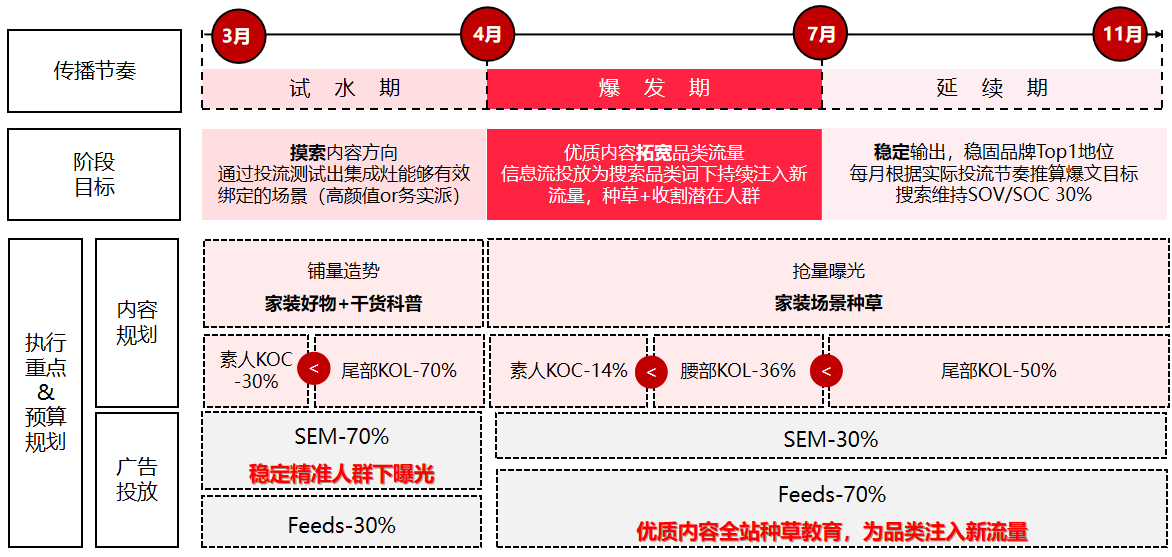 3月
4月
7月
11月
传播节奏
试 水 期
爆 发 期
延 续 期
阶段
目标
摸索内容方向
通过投流测试出集成灶能够有效
绑定的场景（高颜值or务实派）
优质内容拓宽品类流量
信息流投放为搜索品类词下持续注入新
流量，种草+收割潜在人群
稳定输出，稳固品牌Top1地位
每月根据实际投流节奏推算爆文目标
搜索维持SOV/SOC 30%
执行
重点
&
预算
规划
内容
规划
铺量造势
家装好物+干货科普
抢量曝光
家装场景种草
素人KOC
-30%
<
尾部KOL-70%
素人KOC-14%
<
腰部KOL-36%
<
尾部KOL-50%
广告
投放
SEM-70%
稳定精准人群下曝光
Feeds-30%
SEM-30%
Feeds-70%
优质内容全站种草教育，为品类注入新流量